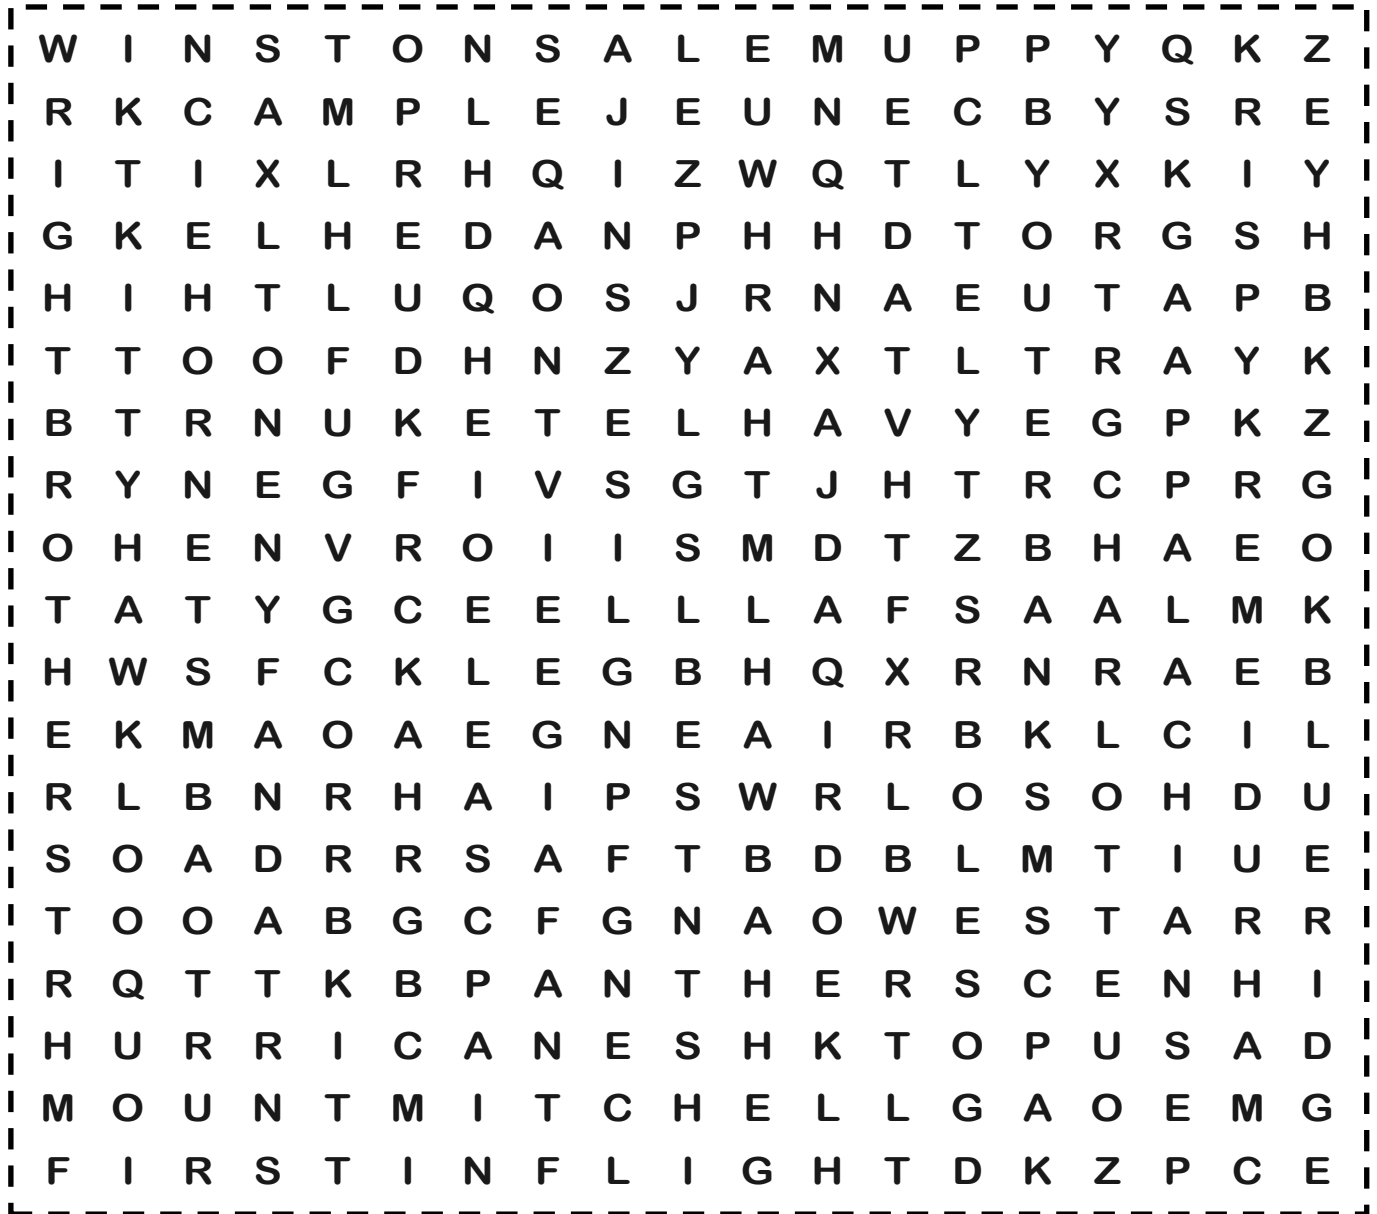 W I N S T O N S A L E M U P P Y Q K Z
R K C A M P L E J E U N E C B Y S R E
I T I X L R H Q I Z W Q T L Y X K I Y
G K E L H E D A N P H H D T O R G S H
H I H T L U Q O S J R N A E U T A P B
T T O O F D H N Z Y A X T L T R A Y K
B T R N U K E T E L H A V Y E G P K Z
R Y N E G F I V S G T J H T R C P R G
O H E N V R O I I S M D T Z B H A E O
T A T Y G C E E L L L A F S A A L M K
H W S F C K L E G B H Q X R N R A E B
E K M A O A E G N E A I R B K L C I L
R L B N R H A I P S W R L O S O H D U
S O A D R R S A F T B D B L M T I U E
T O O A B G C F G N A O W E S T A R R
R Q T T K B P A N T H E R S C E N H I
H U R R I C A N E S H K T O P U S A D
M O U N T M I T C H E L L G A O E M G
F I R S T I N F L I G H T D K Z P C E